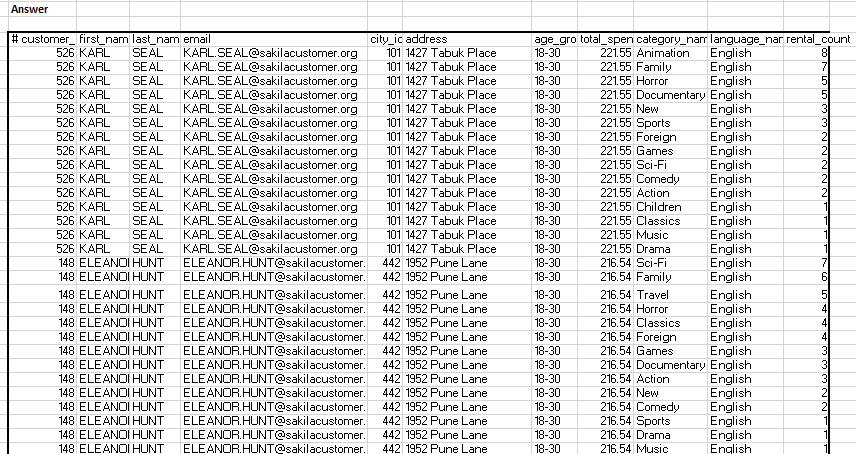 Answer
# customer_ first_nam last_nam email city_ic address age_gro total_spen category_nam language_nar rental_count
526 KARL SEAL KARL.SEAL@sakilacustomer.org 101 1427 Tabuk Place 18-30 221.55 Animation English 8
526 KARL SEAL KARL.SEAL@sakilacustomer.org 101 1427 Tabuk Place 18-30 221.55 Family English 7
526 KARL SEAL KARL.SEAL@sakilacustomer.org 101 1427 Tabuk Place 18-30 221.55 Horror English 5
526 KARL SEAL KARL.SEAL@sakilacustomer.org 101 1427 Tabuk Place 18-30 221.55 Documentary English 5
526 KARL SEAL KARL.SEAL@sakilacustomer.org 101 1427 Tabuk Place 18-30 221.55 New English 3
526 KARL SEAL KARL.SEAL@sakilacustomer.org 101 1427 Tabuk Place 18-30 221.55 Sports English 3
526 KARL SEAL KARL.SEAL@sakilacustomer.org 101 1427 Tabuk Place 18-30 221.55 Foreign English 2
526 KARL SEAL KARL.SEAL@sakilacustomer.org 101 1427 Tabuk Place 18-30 221.55 Games English 2
526 KARL SEAL KARL.SEAL@sakilacustomer.org 101 1427 Tabuk Place 18-30 221.55 Sci-Fi English 2
526 KARL SEAL KARL.SEAL@sakilacustomer.org 101 1427 Tabuk Place 18-30 221.55 Comedy English 2
526 KARL SEAL KARL.SEAL@sakilacustomer.org 101 1427 Tabuk Place 18-30 221.55 Action English 2
526 KARL SEAL KARL.SEAL@sakilacustomer.org 101 1427 Tabuk Place 18-30 221.55 Children English 1
526 KARL SEAL KARL.SEAL@sakilacustomer.org 101 1427 Tabuk Place 18-30 221.55 Classics English 1
526 KARL SEAL KARL.SEAL@sakilacustomer.org 101 1427 Tabuk Place 18-30 221.55 Music English 1
526 KARL SEAL KARL.SEAL@sakilacustomer.org 101 1427 Tabuk Place 18-30 221.55 Drama English 1
148 ELEANOI HUNT ELEANOR.HUNT@sakilacustomer. 442 1952 Pune Lane 18-30 216.54 Sci-Fi English 7
148 ELEANOI HUNT ELEANOR.HUNT@sakilacustomer. 442 1952 Pune Lane 18-30 216.54 Family English 6
148 ELEANOI HUNT ELEANOR.HUNT@sakilacustomer. 442 1952 Pune Lane 18-30 216.54 Travel English 5
148 ELEANOI HUNT ELEANOR.HUNT@sakilacustomer. 442 1952 Pune Lane 18-30 216.54 Horror English 4
148 ELEANOI HUNT ELEANOR.HUNT@sakilacustomer. 442 1952 Pune Lane 18-30 216.54 Classics English 4
148 ELEANOI HUNT ELEANOR.HUNT@sakilacustomer. 442 1952 Pune Lane 18-30 216.54 Foreign English 4
148 ELEANOI HUNT ELEANOR.HUNT@sakilacustomer. 442 1952 Pune Lane 18-30 216.54 Games English 3
148 ELEANOI HUNT ELEANOR.HUNT@sakilacustomer. 442 1952 Pune Lane 18-30 216.54 Documentary English 3
148 ELEANOI HUNT ELEANOR.HUNT@sakilacustomer. 442 1952 Pune Lane 18-30 216.54 Action English 3
148 ELEANOI HUNT ELEANOR.HUNT@sakilacustomer. 442 1952 Pune Lane 18-30 216.54 New English 2
148 ELEANOI HUNT ELEANOR.HUNT@sakilacustomer. 442 1952 Pune Lane 18-30 216.54 Comedy English 2
148 ELEANOI HUNT ELEANOR.HUNT@sakilacustomer. 442 1952 Pune Lane 18-30 216.54 Sports English 1
148 ELEANOI HUNT ELEANOR.HUNT@sakilacustomer. 442 1952 Pune Lane 18-30 216.54 Drama English 1
148 ELEANOI HUNT ELEANOR.HUNT@sakilacustomer. 442 1952 Pune Lane 18-30 216.54 Music English 1